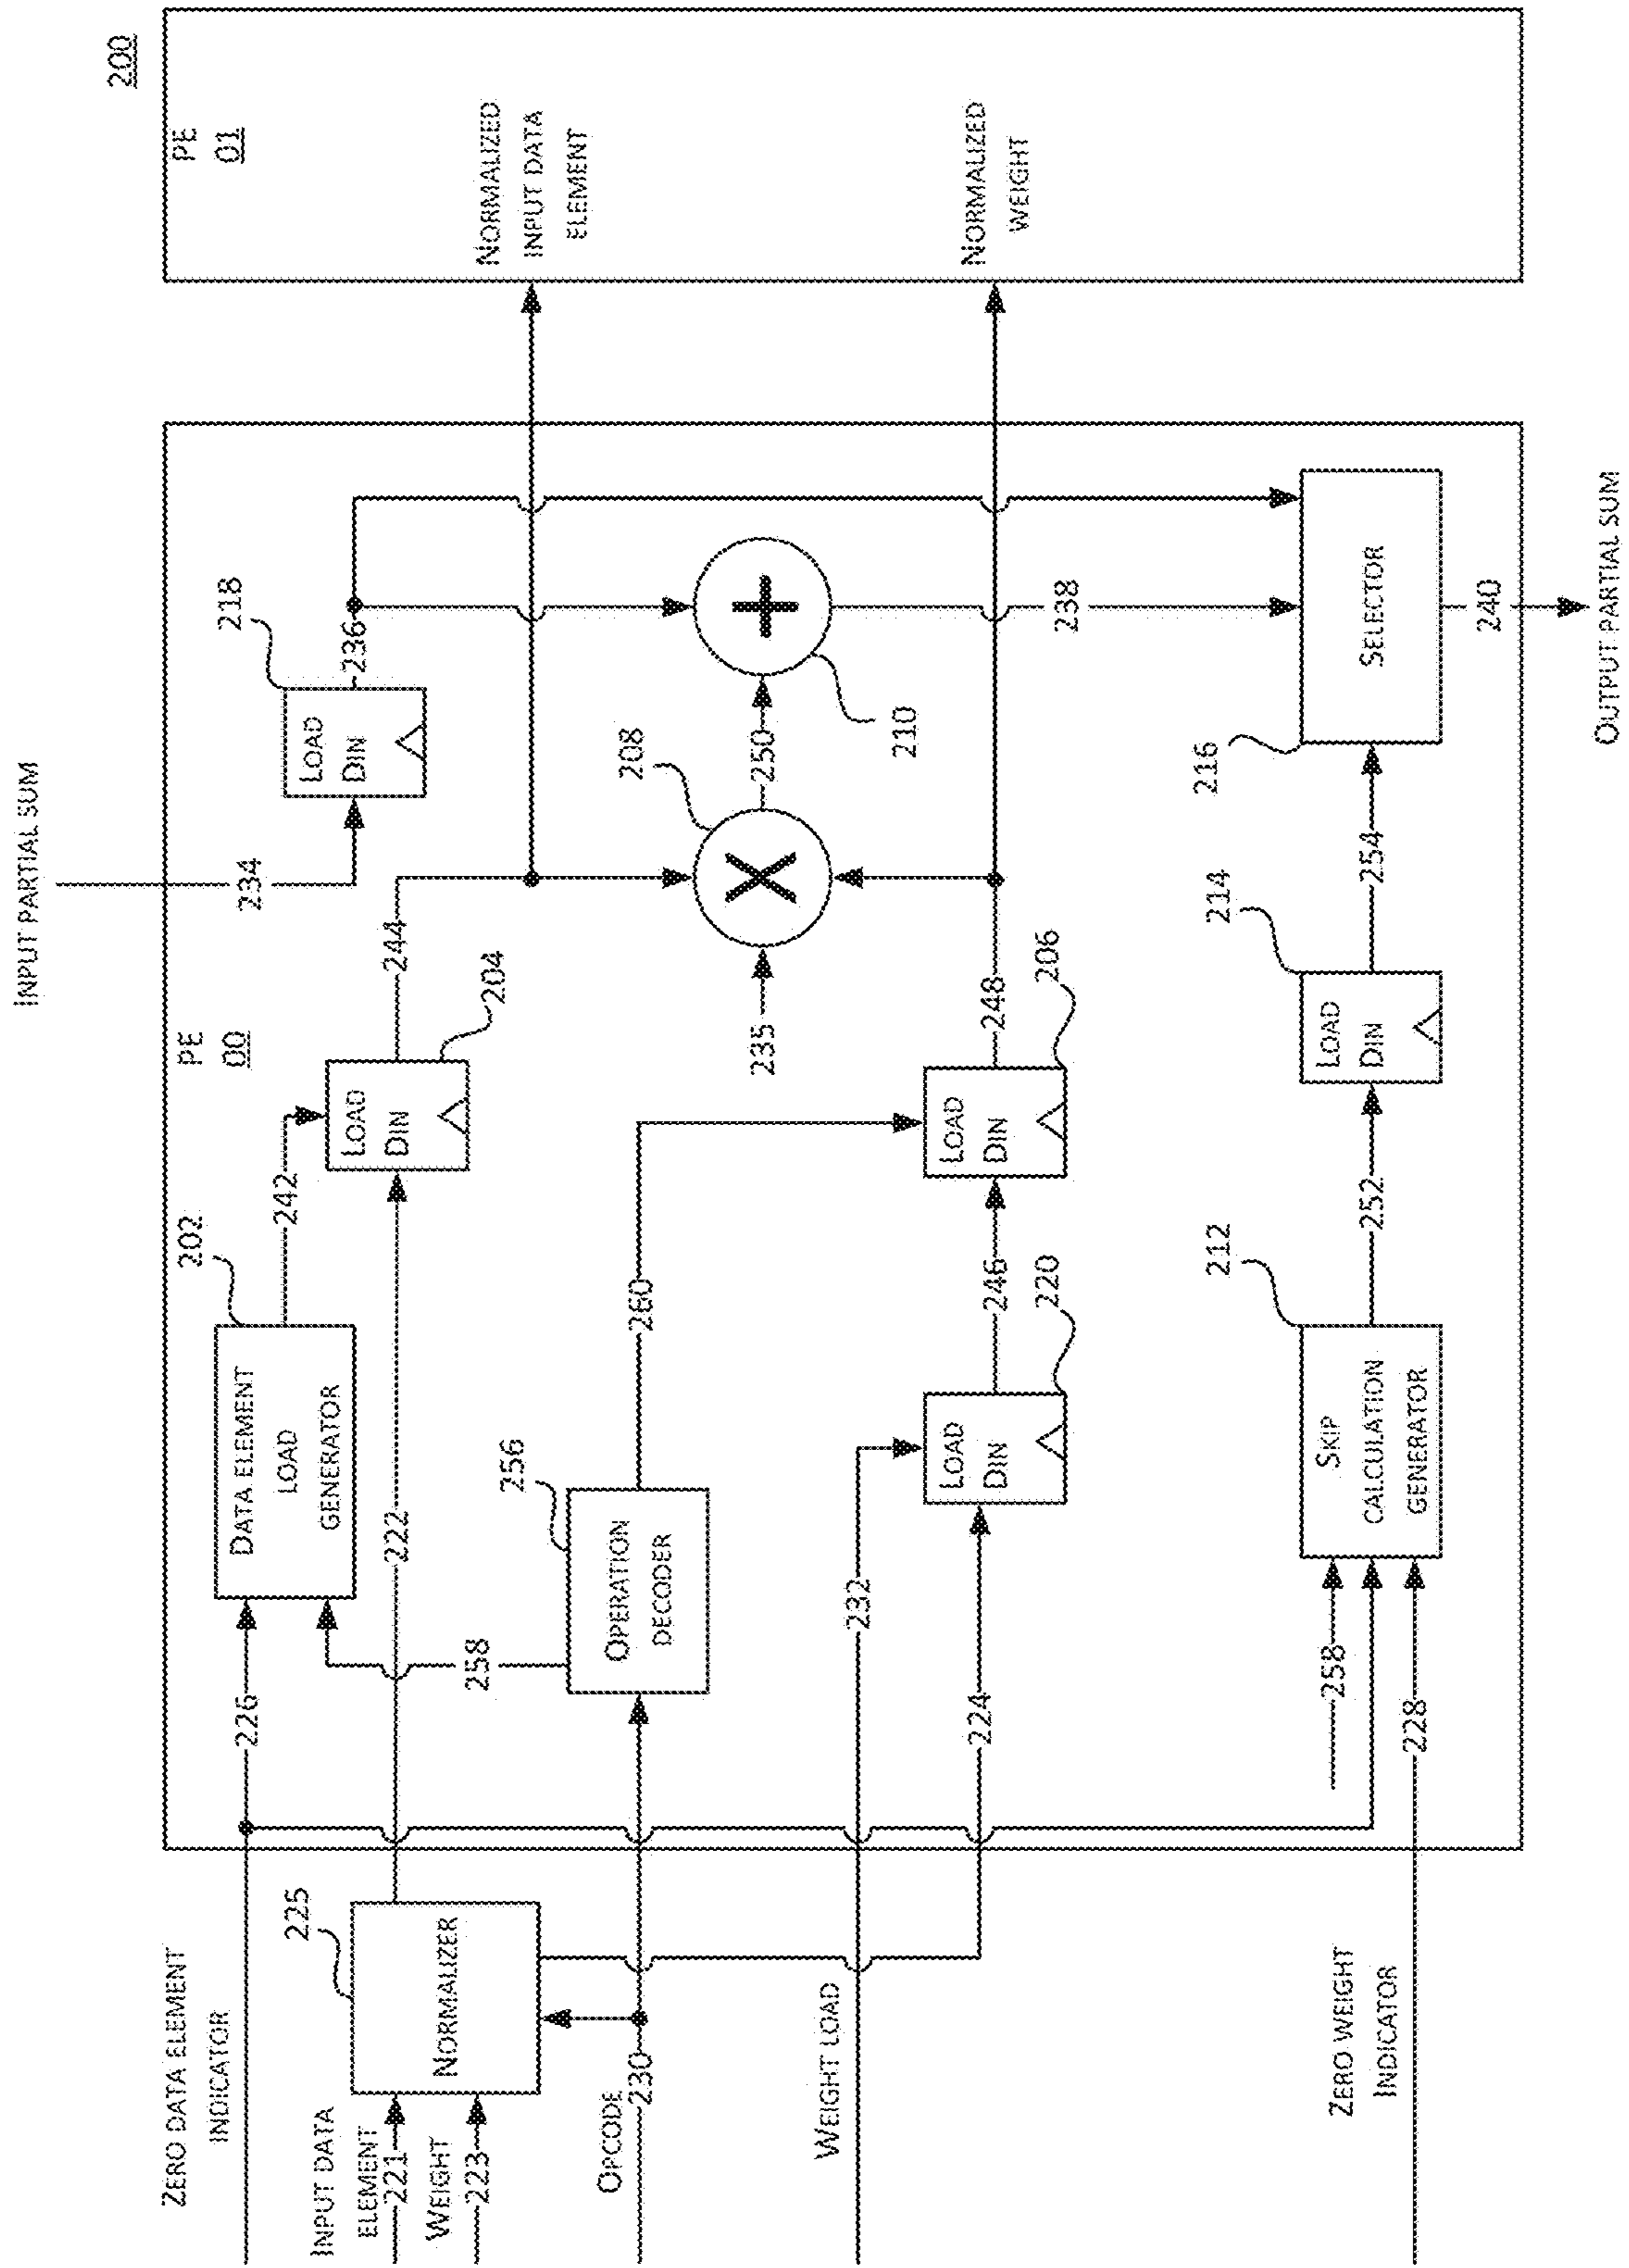 200
INPUT PARTIAL SUM
PE
00
PE
01
ZERO DATA ELEMENT
INDICATOR
226
DATA ELEMENT
LOAD
GENERATOR
202
242
LOAD
DIN
204
244
234
LOAD
DIN
218
236
INPUT DATA
ELEMENT
221
WEIGHT
223
NORMALIZER
225
222
NORMALIZED
INPUT DATA
ELEMENT
OPCODE
230
258
OPERATION
DECODER
256
260
235
208
250
210
WEIGHT LOAD
232
224
LOAD
DIN
220
246
LOAD
DIN
206
248
NORMALIZED
WEIGHT
238
ZERO WEIGHT
INDICATOR
228
258
SKIP
CALCULATION
GENERATOR
212
252
LOAD
DIN
214
254
216
SELECTOR
240
OUTPUT PARTIAL SUM